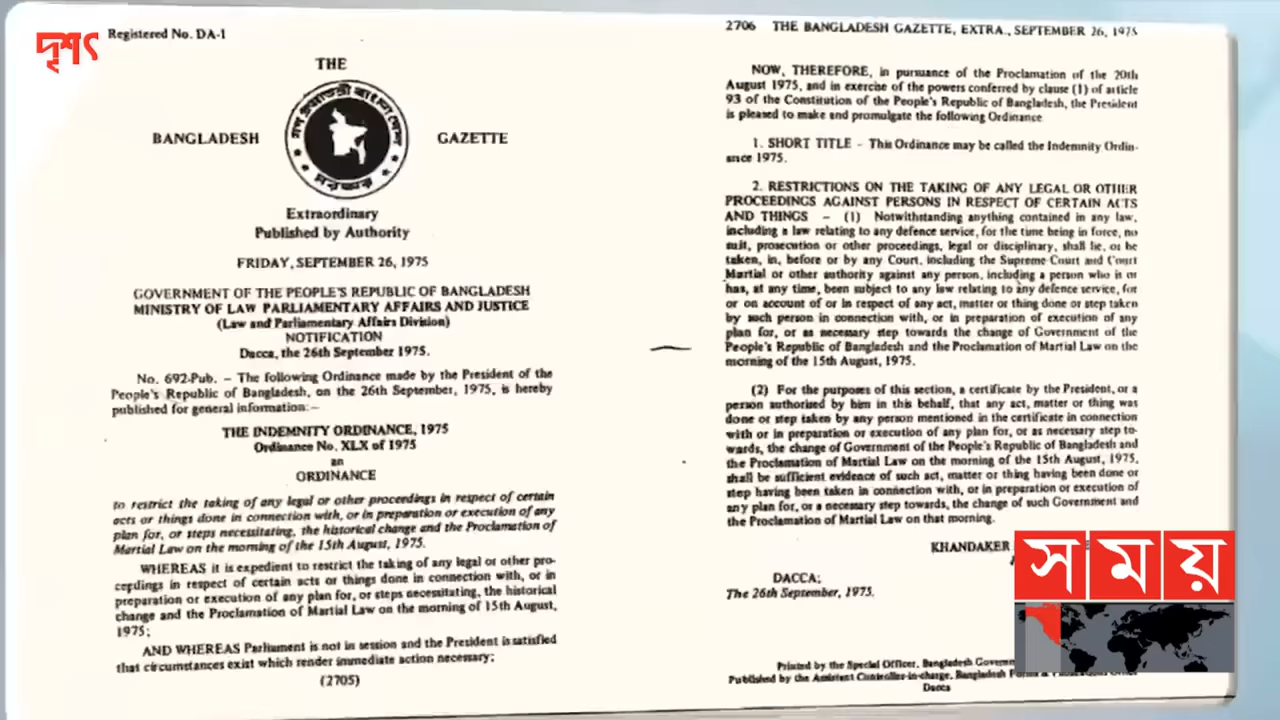 দৃশ্যৎ
Registered No. DA-1
THE
BANGLADESH GAZETTE
গণপ্রজাতন্ত্রী বাংলাদেশ
সরকার
Extraordinary
Published by Authority
FRIDAY, SEPTEMBER 26, 1975
GOVERNMENT OF THE PEOPLE'S REPUBLIC OF BANGLADESH
MINISTRY OF LAW PARLIAMENTARY AFFAIRS AND JUSTICE
(Law and Parliamentary Affairs Division)
NOTIFICATION
Dacca, the 26th September 1975.
No. 692-Pub. – The following Ordinance made by the President of the
People's Republic of Bangladesh, on the 26th September, 1975, is hereby
published for general information:–
THE INDEMNITY ORDINANCE, 1975
Ordinance No. XLX of 1975
an
ORDINANCE
to restrict the taking of any legal or other proceedings in respect of certain
acts or things done in connection with, or in preparation or execution of any
plan for, or steps necessitating, the historical change and the Proclamation of
Martial Law on the morning of the 15th August, 1975.
WHEREAS it is expedient to restrict the taking of any legal or other pro-
ceedings in respect of certain acts or things done in connection with, or in
preparation or execution of any plan for, or steps necessitating, the historical
change and the Proclamation of Martial Law on the morning of 15th August,
1975;
AND WHEREAS Parliament is not in session and the President is satisfied
that circumstances exist which render immediate action necessary;
(2705)
2706 THE BANGLADESH GAZETTE, EXTRA., SEPTEMBER 26, 1975
NOW, THEREFORE, in pursuance of the Proclamation of the 20th
August 1975, and in exercise of the powers conferred by clause (1) of article
93 of the Constitution of the People's Republic of Bangladesh, the President
is pleased to make and promulgate the following Ordinance
1. SHORT TITLE – This Ordinance may be called the Indemnity Ordin-
ance 1975.
2. RESTRICTIONS ON THE TAKING OF ANY LEGAL OR OTHER
PROCEEDINGS AGAINST PERSONS IN RESPECT OF CERTAIN ACTS
AND THINGS – (1) Notwithstanding anything contained in any law,
including a law relating to any defence service, for the time being in force, no
suit, prosecution or other proceedings, legal or disciplinary, shall lie, or be
taken, in, before or by any Court, including the Supreme Court and Court
Martial or other authority against any person, including a person who is or
has, at any time, been subject to any law relating to any defence service, for
or on account of or in respect of any act, matter or thing done or step taken
by such person in connection with, or in preparation of execution of any
plan for, or as necessary step towards the change of Government of the
People's Republic of Bangladesh and the Proclamation of Martial Law on the
morning of the 15th August, 1975.
(2) For the purposes of this section, a certificate by the President, or a
person authorized by him in this behalf, that any act, matter or thing was
done or step taken by any person mentioned in the certificate in connection
with or in preparation or execution of any plan for, or as necessary step to-
wards, the change of Government of the People's Republic of Bangladesh and
the Proclamation of Martial Law on the morning of the 15th August, 1975,
shall be sufficient evidence of such act, matter or thing having been done or
step having been taken in connection with, or in preparation or execution of
any plan for, or a necessary step towards, the change of such Government and
the Proclamation of Martial Law on that morning.
KHANDAKER
DACCA;
The 26th September, 1975.
Printed by the Special Officer, Bangladesh
Published by the Assistant Controller-in-charge, Bangladesh
Dacca
সময়